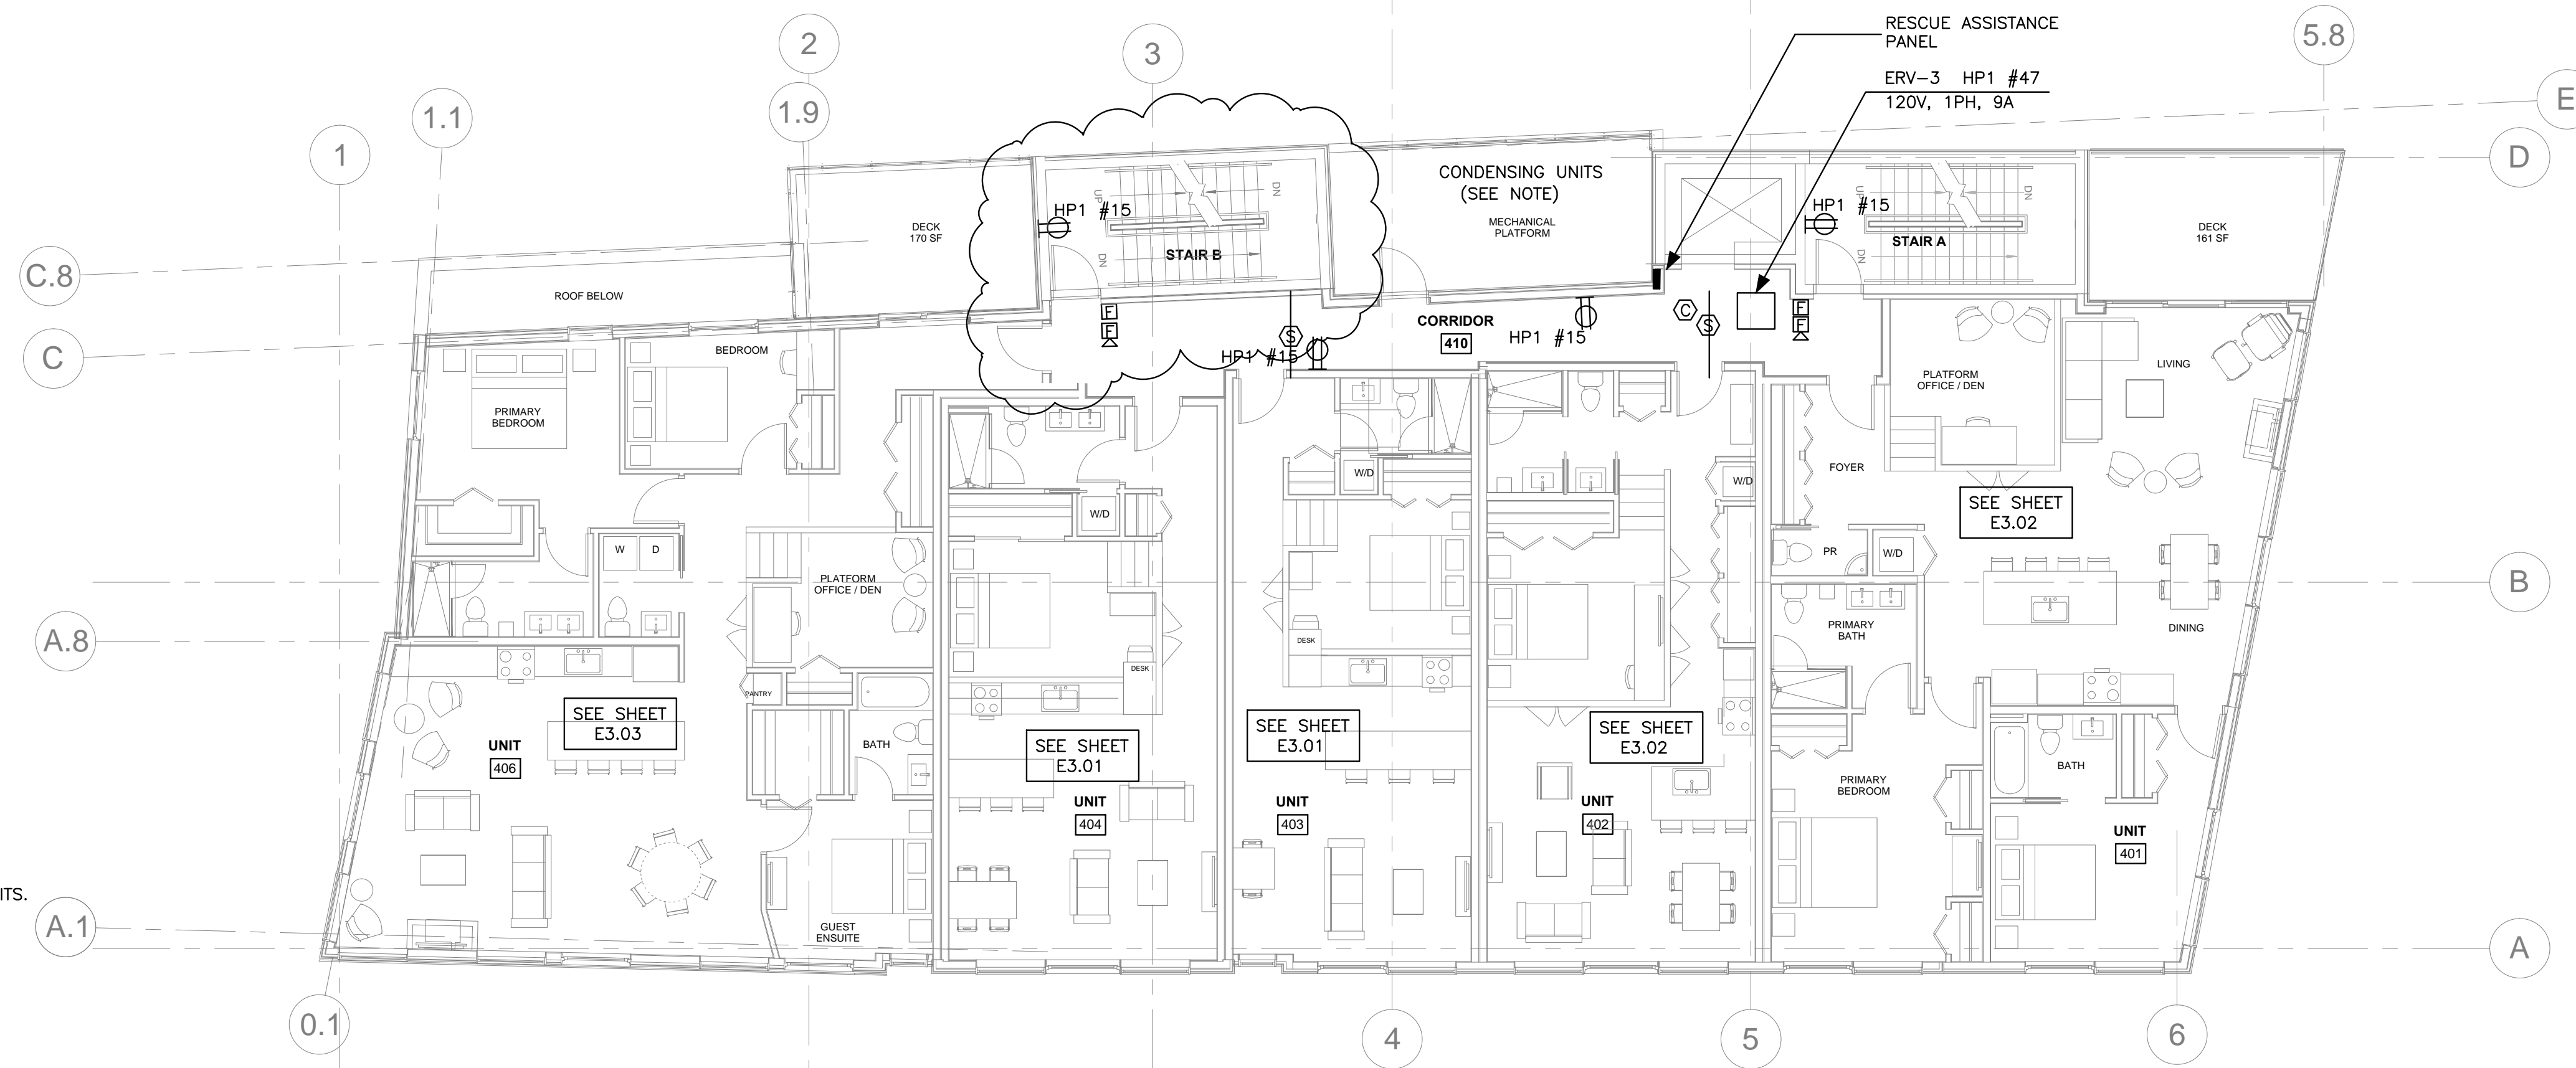 RESCUE ASSISTANCE
PANEL
ERV-3 HP1 #47
120V, 1PH, 9A
2
3
5.8
1.1
1.9
1
E
D
C.8
C
B
A.8
A.1
A
0.1
4
5
6
ITS.
DECK
170 SF
ROOF BELOW
HP1 #15
UP
DN
DN
STAIR B
CONDENSING UNITS
(SEE NOTE)
MECHANICAL
PLATFORM
HP1 #15
UP
DN
DN
STAIR A
DECK
161 SF
F
F
S
HP1 #15
CORRIDOR
410
HP1 #15
C
S
F
F
BEDROOM
PRIMARY
BEDROOM
W
D
PLATFORM
OFFICE / DEN
PANTRY
BATH
SEE SHEET
E3.03
UNIT
406
GUEST
ENSUITE
W/D
DESK
SEE SHEET
E3.01
UNIT
404
W/D
DESK
SEE SHEET
E3.01
UNIT
403
W/D
SEE SHEET
E3.02
UNIT
402
PLATFORM
OFFICE / DEN
LIVING
FOYER
SEE SHEET
E3.02
PR
W/D
PRIMARY
BATH
DINING
PRIMARY
BEDROOM
BATH
UNIT
401